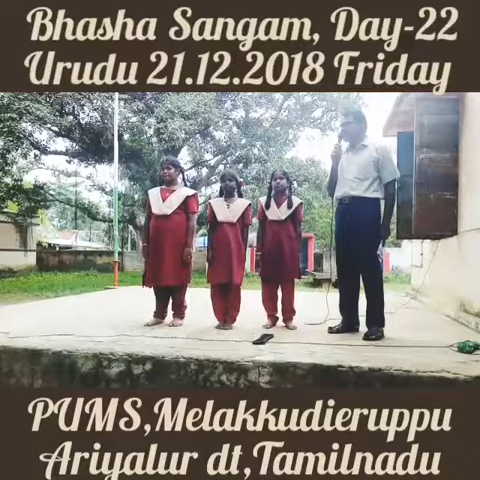 Bhasha Sangam, Day-22
Urudu 21.12.2018 Friday
PUMS,Melakkudieruppu
Ariyalur dt,Tamilnadu